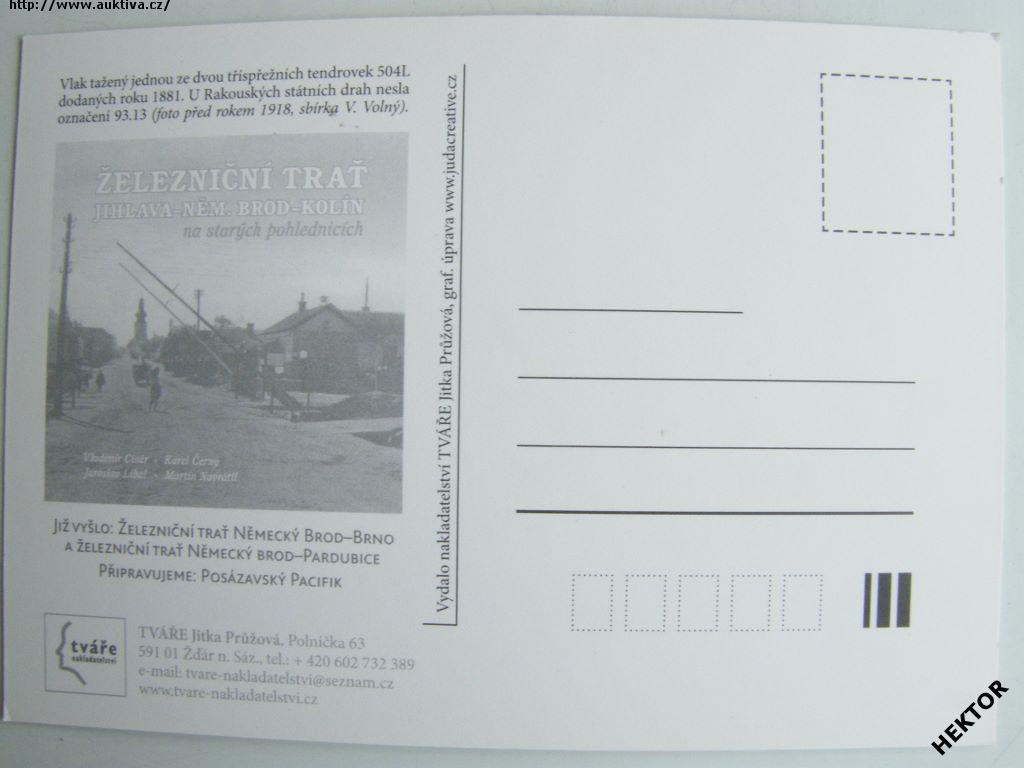 http://www.auktiva.cz/
Vlak tažený jednou ze dvou tříspřežních tendrovek 504L
dodaných roku 1881. U Rakouských státních drah nesla
označení 93.13 (foto před rokem 1918, sbírka V. Volný).
ŽELEZNIČNÍ TRAŤ
JIHLAVA–NĚM. BROD–KOLÍN
na starých pohlednicích
Vladimír Cisár • Karel Černý
Jaroslav Líbal • Martin Navrátil
Již vyšlo: Železniční trať Německý Brod–Brno
a železniční trať Německý brod–Pardubice
Připravujeme: Posázavský Pacifik
tváře
nakladatelství
TVÁŘE Jitka Průžová, Polnička 63
591 01 Žďár n. Sáz., tel.: + 420 602 732 389
e-mail: tvare-nakladatelstvi@seznam.cz
www.tvare-nakladatelstvi.cz
Vydalo nakladatelství TVÁŘE Jitka Průžová, graf. úprava www.judacreative.cz
HEKTOR